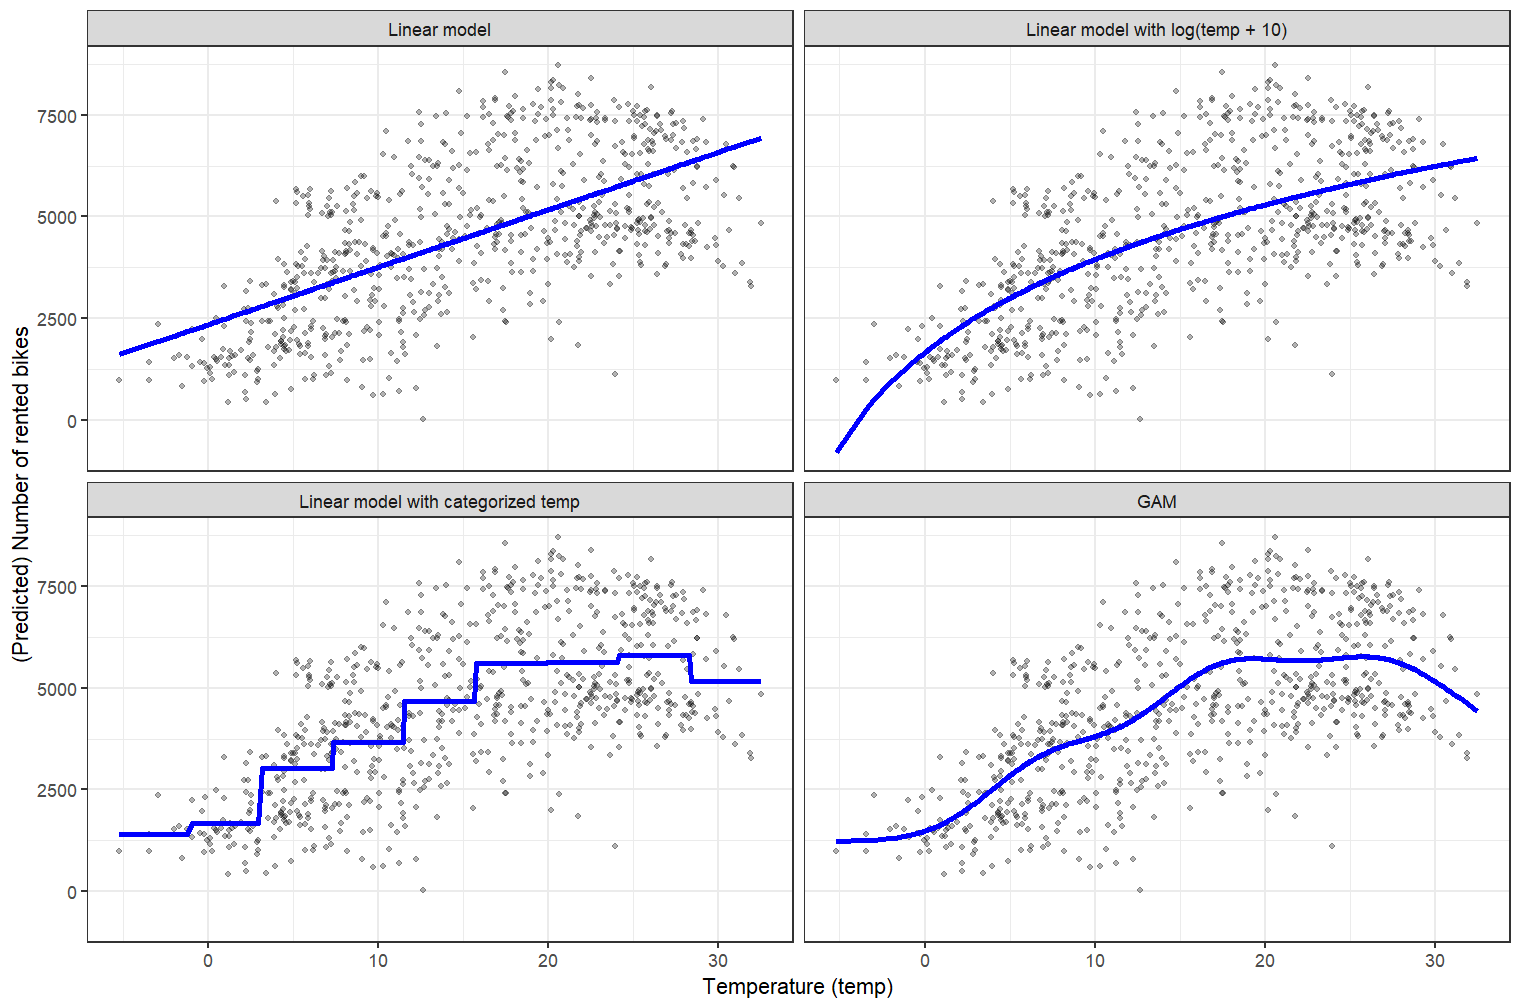 Linear model
Linear model with log(temp + 10)
7500
5000
2500
0
Linear model with categorized temp
GAM
7500
5000
2500
0
0
10
20
30
0
10
20
30
Temperature (temp)
(Predicted) Number of rented bikes